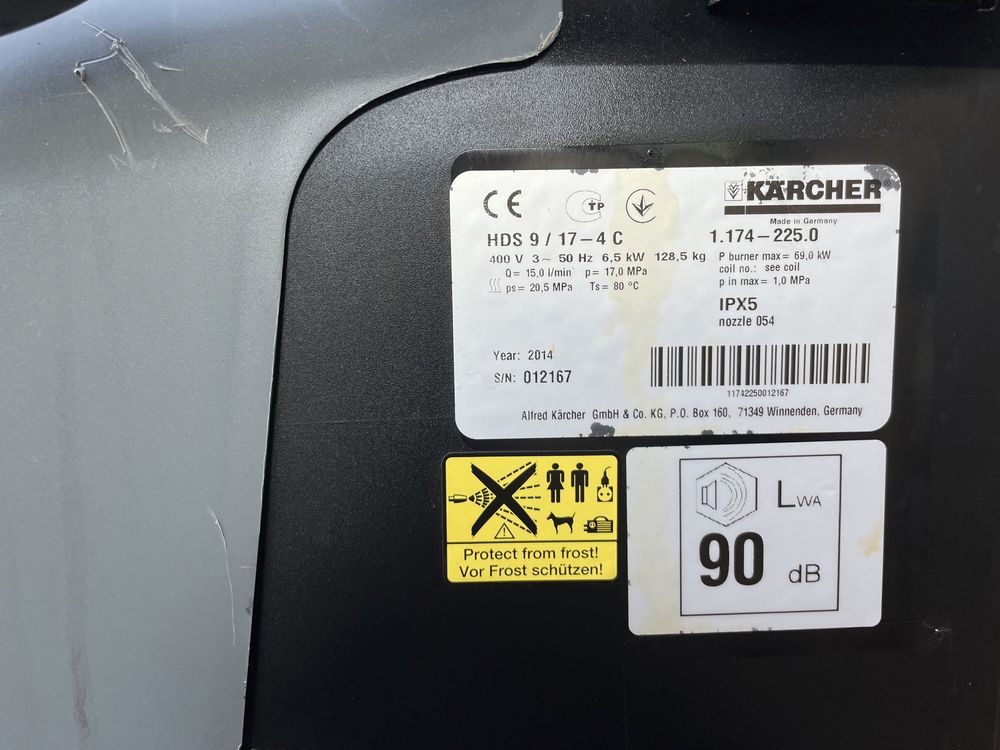 CE
TP
KÄRCHER
Made in Germany
HDS 9 / 17-4 C
1.174-225.0
400 V 3~ 50 Hz 6,5 kW 128,5 kg
Q= 15,0 l/min p= 17,0 MPa
ps= 20,5 MPa Ts= 80 °C
P burner max= 69,0 kW
coil no.: see coil
p in max= 1,0 MPa
IPX5
nozzle 054
Year: 2014
S/N: 012167
11742250012167
Alfred Kärcher GmbH & Co. KG, P.O. Box 160, 71349 Winnenden, Germany
Protect from frost!
Vor Frost schützen!
LWA
90 dB